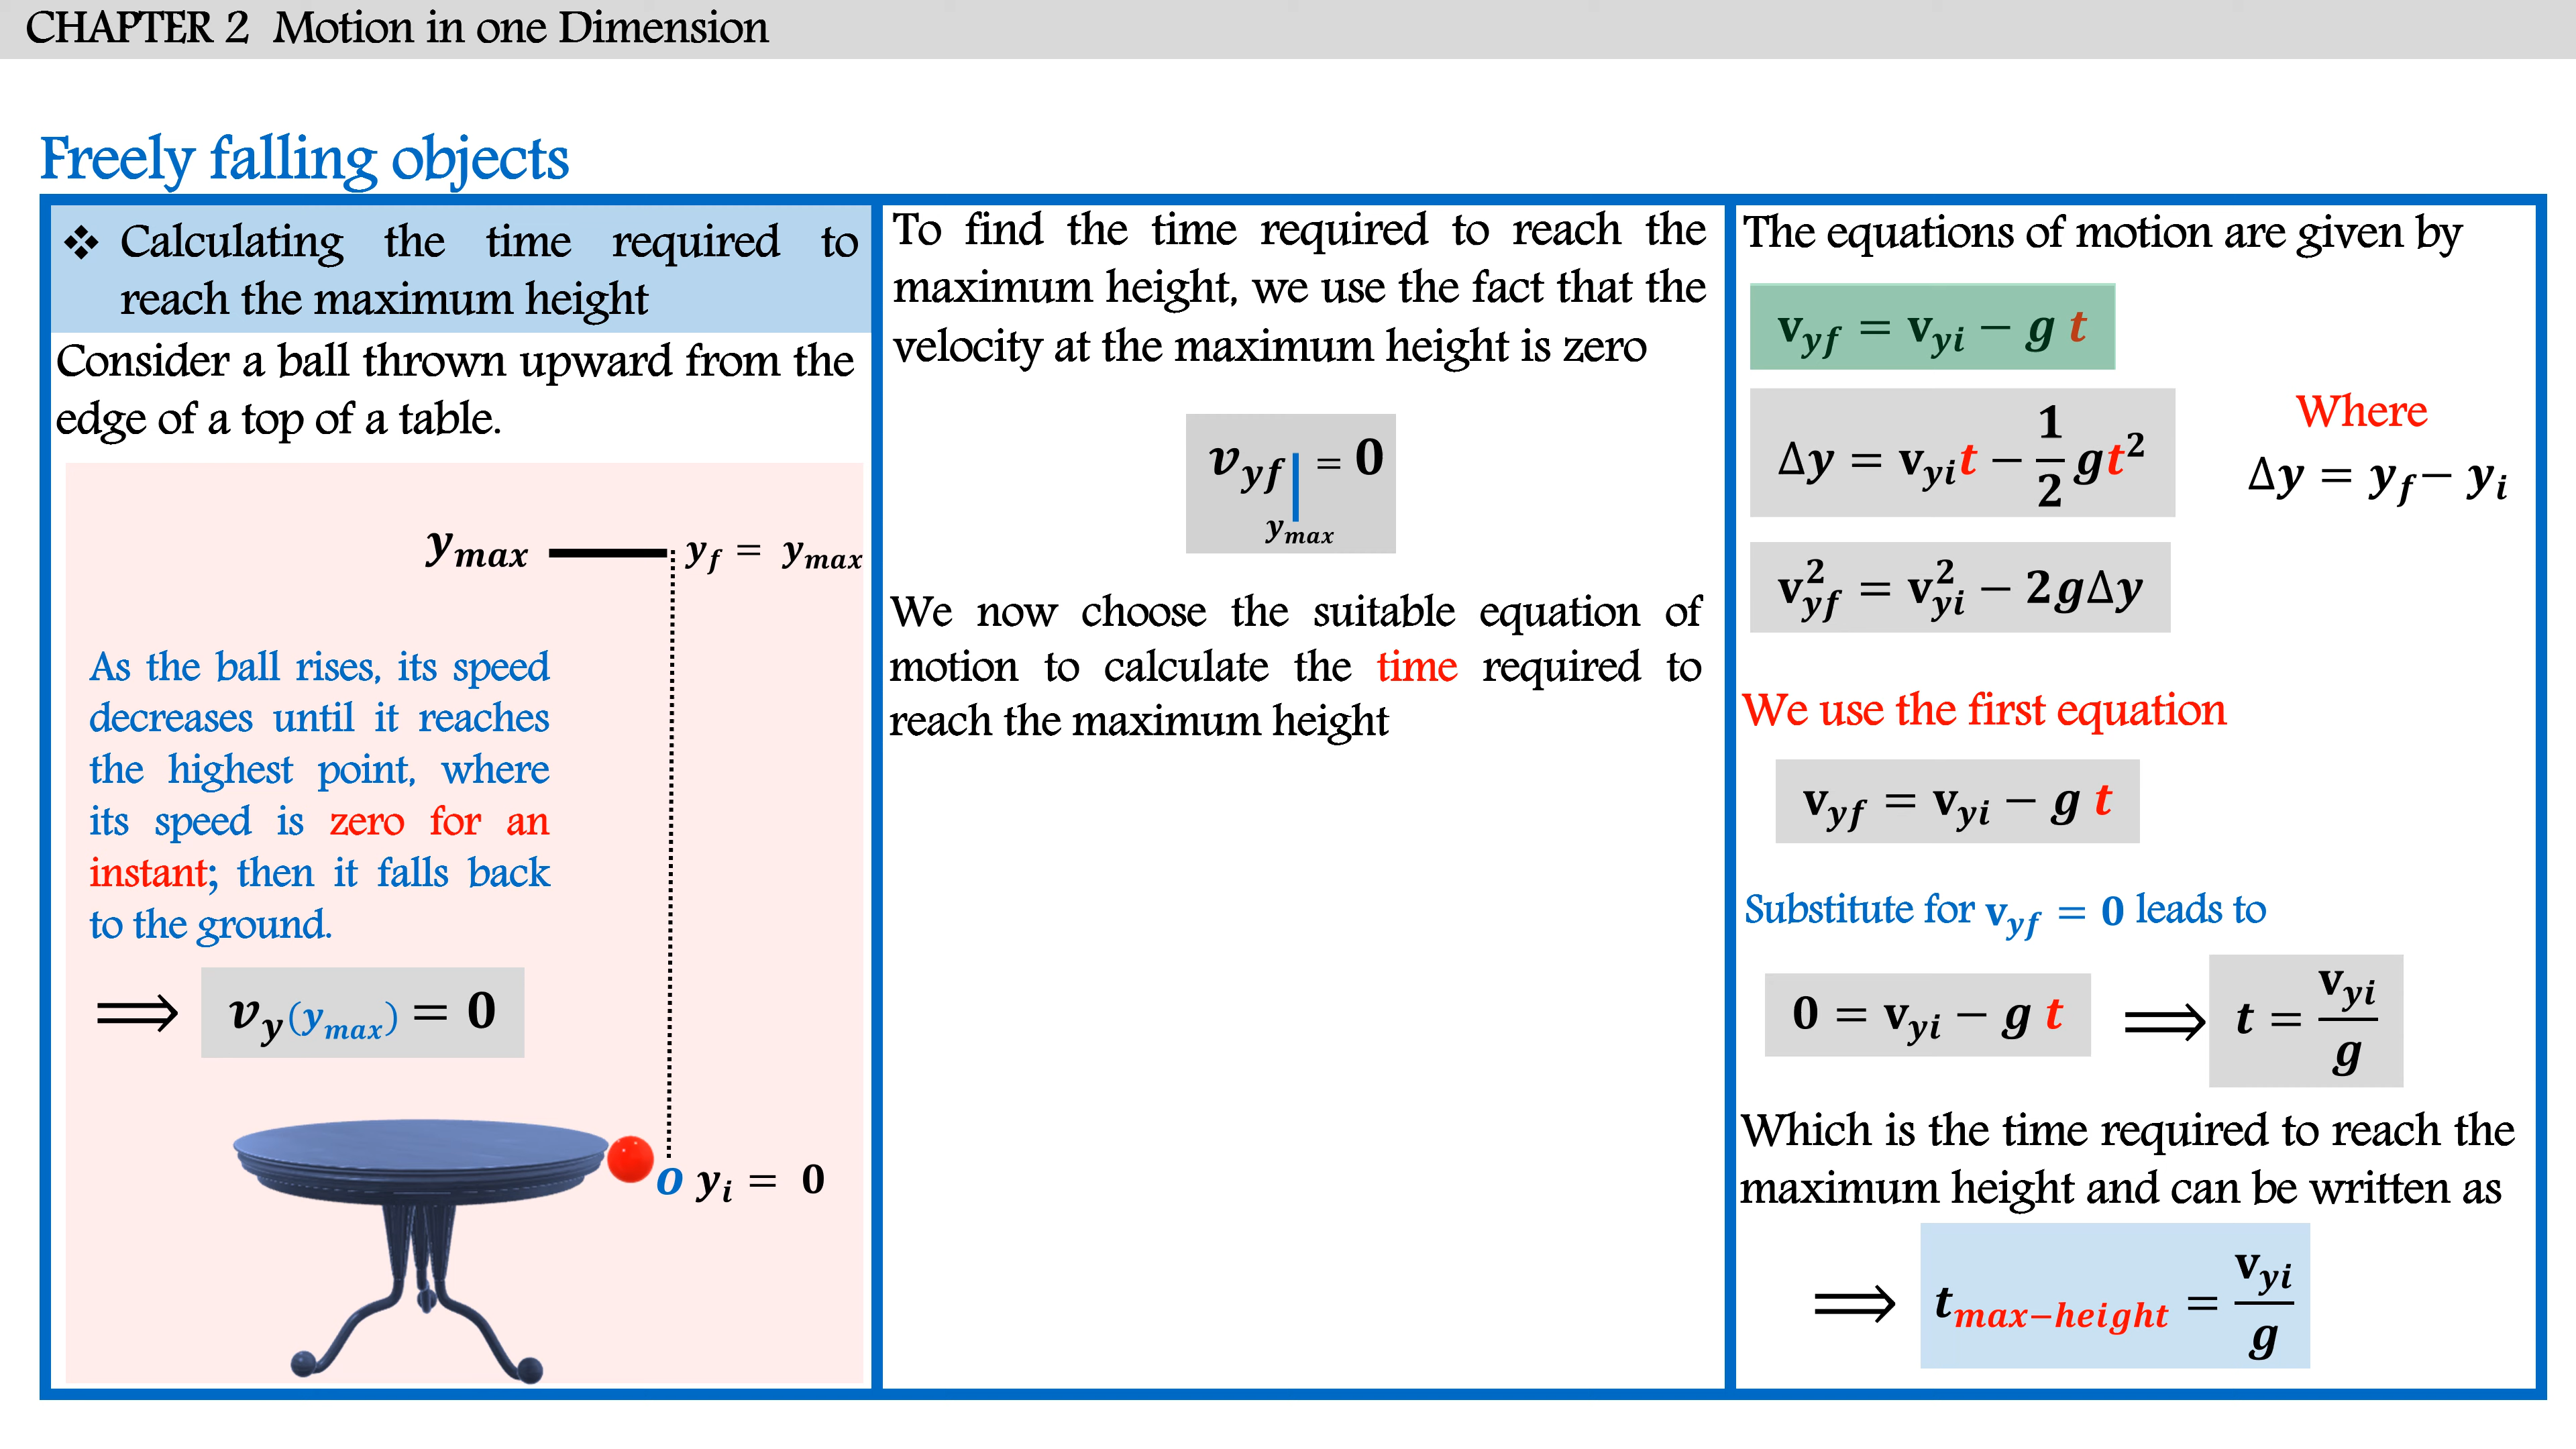 CHAPTER 2 Motion in one Dimension
Freely falling objects
❖ Calculating the time required to
reach the maximum height
Consider a ball thrown upward from the
edge of a top of a table.
y_max
y_f = y_max
As the ball rises, its speed
decreases until it reaches
the highest point, where
its speed is zero for an
instant; then it falls back
to the ground.
⟹ v_y(y_max) = 0
o y_i = 0
To find the time required to reach the
maximum height, we use the fact that the
velocity at the maximum height is zero
v_yf|_y_max = 0
We now choose the suitable equation of
motion to calculate the time required to
reach the maximum height
The equations of motion are given by
v_yf = v_yi − g t
Δy = v_yi t − 1/2 gt²
Where
Δy = y_f − y_i
v²_yf = v²_yi − 2gΔy
We use the first equation
v_yf = v_yi − g t
Substitute for v_yf = 0 leads to
0 = v_yi − g t ⟹ t = v_yi/g
Which is the time required to reach the
maximum height and can be written as
⟹ t_max−height = v_yi/g